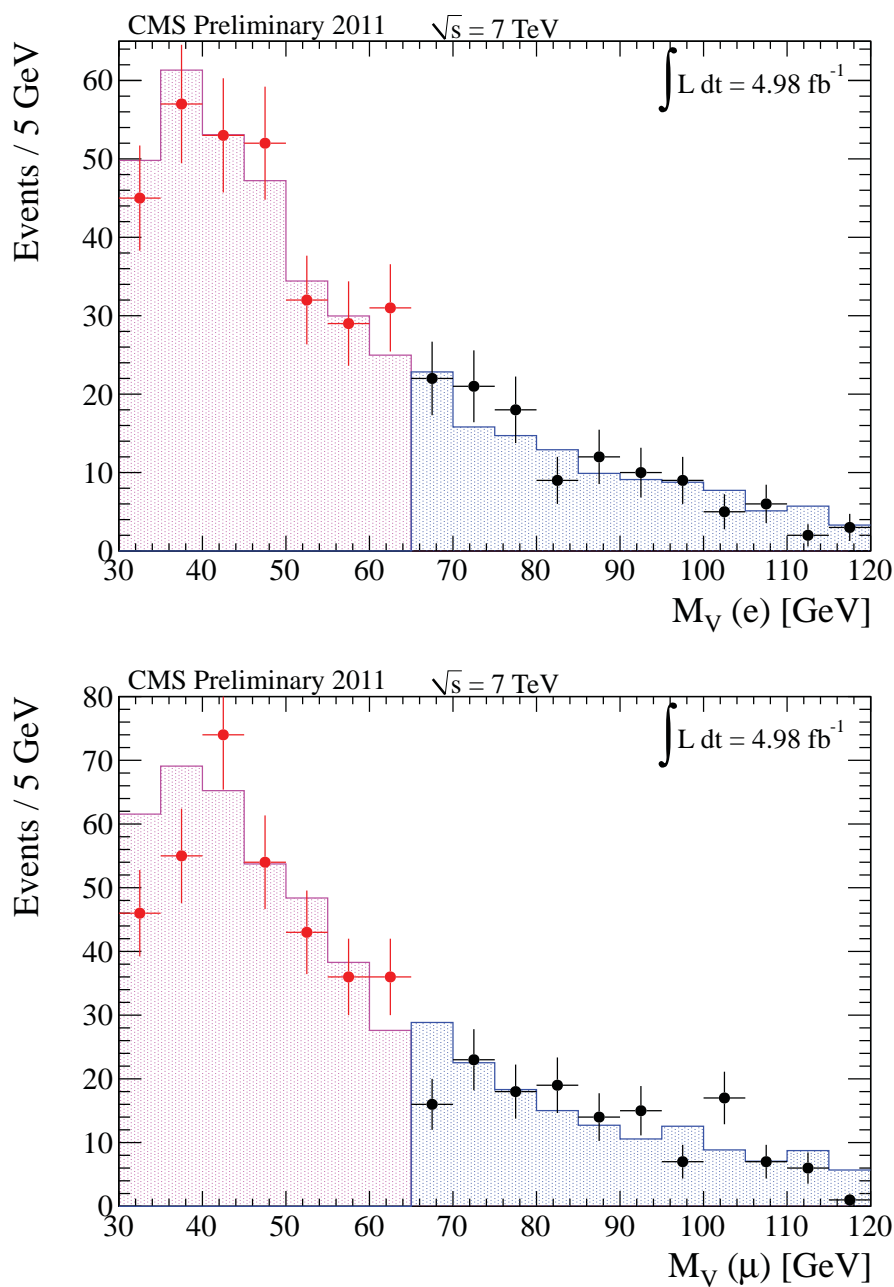 CMS Preliminary 2011 √s = 7 TeV
∫ L dt = 4.98 fb⁻¹
Events / 5 GeV
60
50
40
30
20
10
0
30 40 50 60 70 80 90 100 110 120
M_V (e) [GeV]
CMS Preliminary 2011 √s = 7 TeV
∫ L dt = 4.98 fb⁻¹
Events / 5 GeV
80
70
60
50
40
30
20
10
0
30 40 50 60 70 80 90 100 110 120
M_V (μ) [GeV]